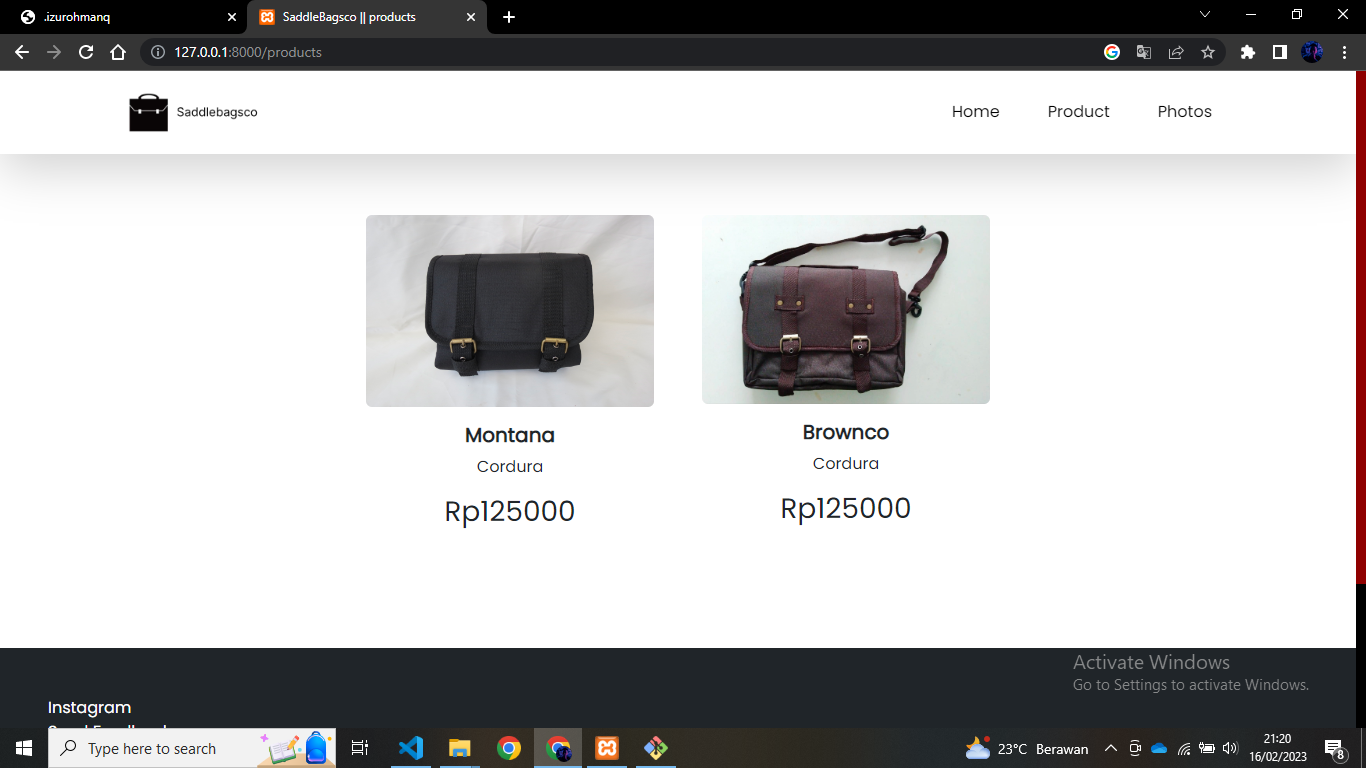 .izurohmanq
SaddleBagsco || products
127.0.0.1:8000/products
Saddlebagsco
Home
Product
Photos
Montana
Brownco
Cordura
Cordura
Rp125000
Rp125000
Activate Windows
Go to Settings to activate Windows.
Instagram
Send Feedback
Type here to search
23°C Berawan
21:20
16/02/2023
8